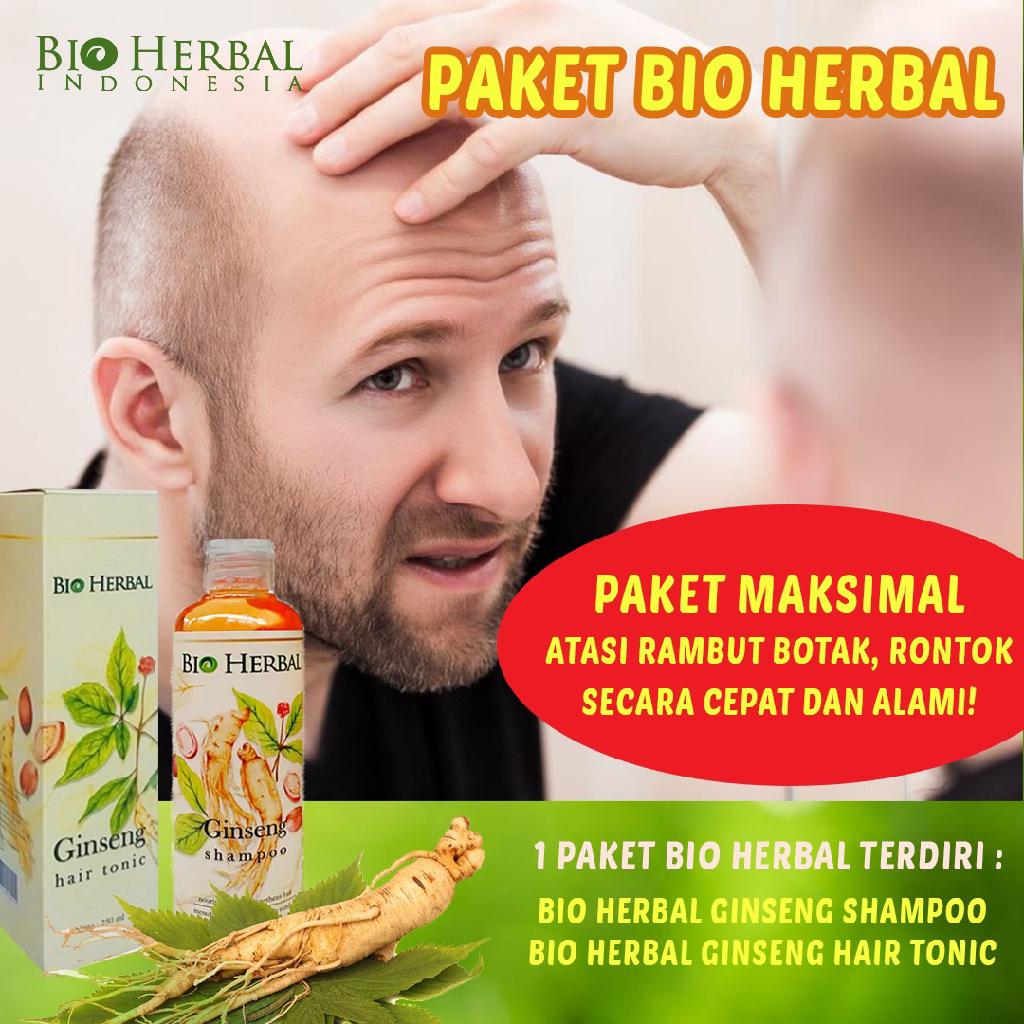 BIO HERBAL
INDONESIA
PAKET BIO HERBAL
PAKET MAKSIMAL
ATASI RAMBUT BOTAK, RONTOK
SECARA CEPAT DAN ALAMI!
BIO HERBAL
Ginseng
hair tonic
250 ml
BIO HERBAL
Ginseng
shampoo
1 PAKET BIO HERBAL TERDIRI :
BIO HERBAL GINSENG SHAMPOO
BIO HERBAL GINSENG HAIR TONIC